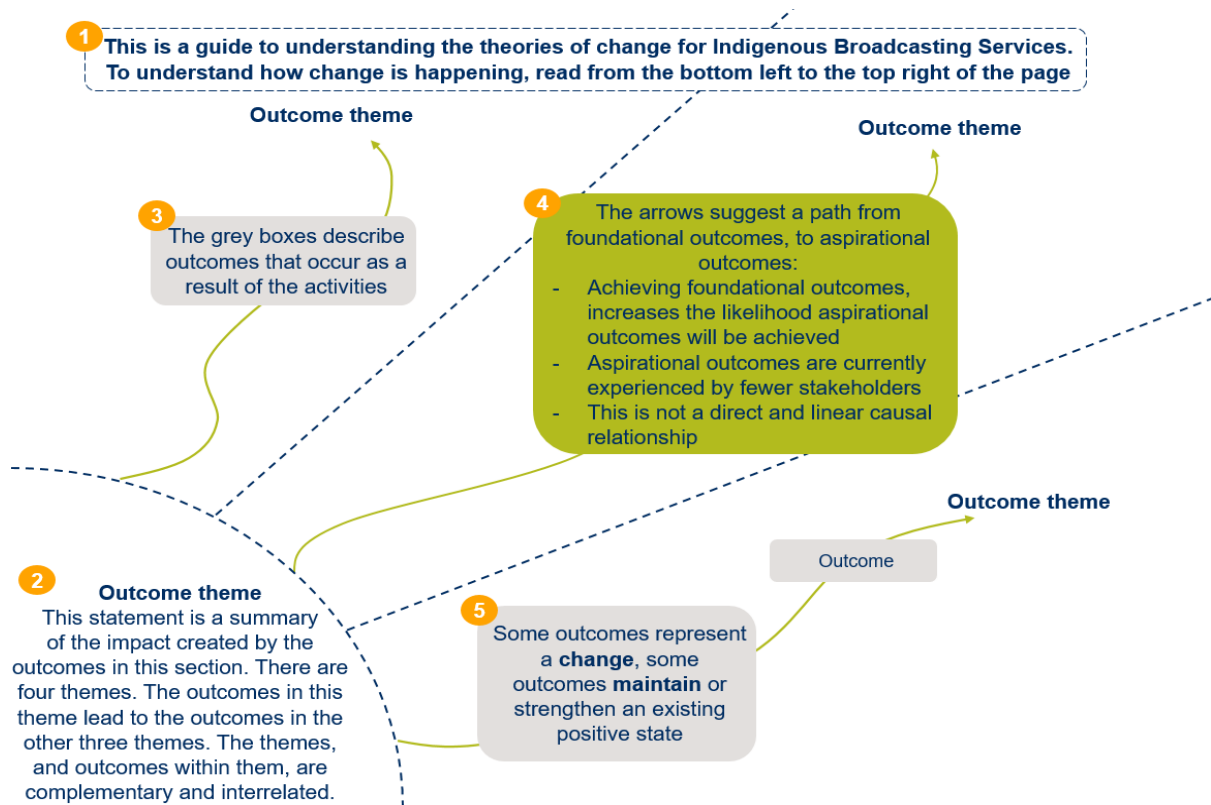 1
This is a guide to understanding the theories of change for Indigenous Broadcasting Services.
To understand how change is happening, read from the bottom left to the top right of the page
Outcome theme
Outcome theme
3
The grey boxes describe
outcomes that occur as a
result of the activities
4
The arrows suggest a path from
foundational outcomes, to aspirational
outcomes:
- Achieving foundational outcomes,
increases the likelihood aspirational
outcomes will be achieved
- Aspirational outcomes are currently
experienced by fewer stakeholders
- This is not a direct and linear causal
relationship
Outcome theme
Outcome
2
Outcome theme
This statement is a summary
of the impact created by the
outcomes in this section. There are
four themes. The outcomes in this
theme lead to the outcomes in the
other three themes. The themes,
and outcomes within them, are
complementary and interrelated.
5
Some outcomes represent
a change, some
outcomes maintain or
strengthen an existing
positive state